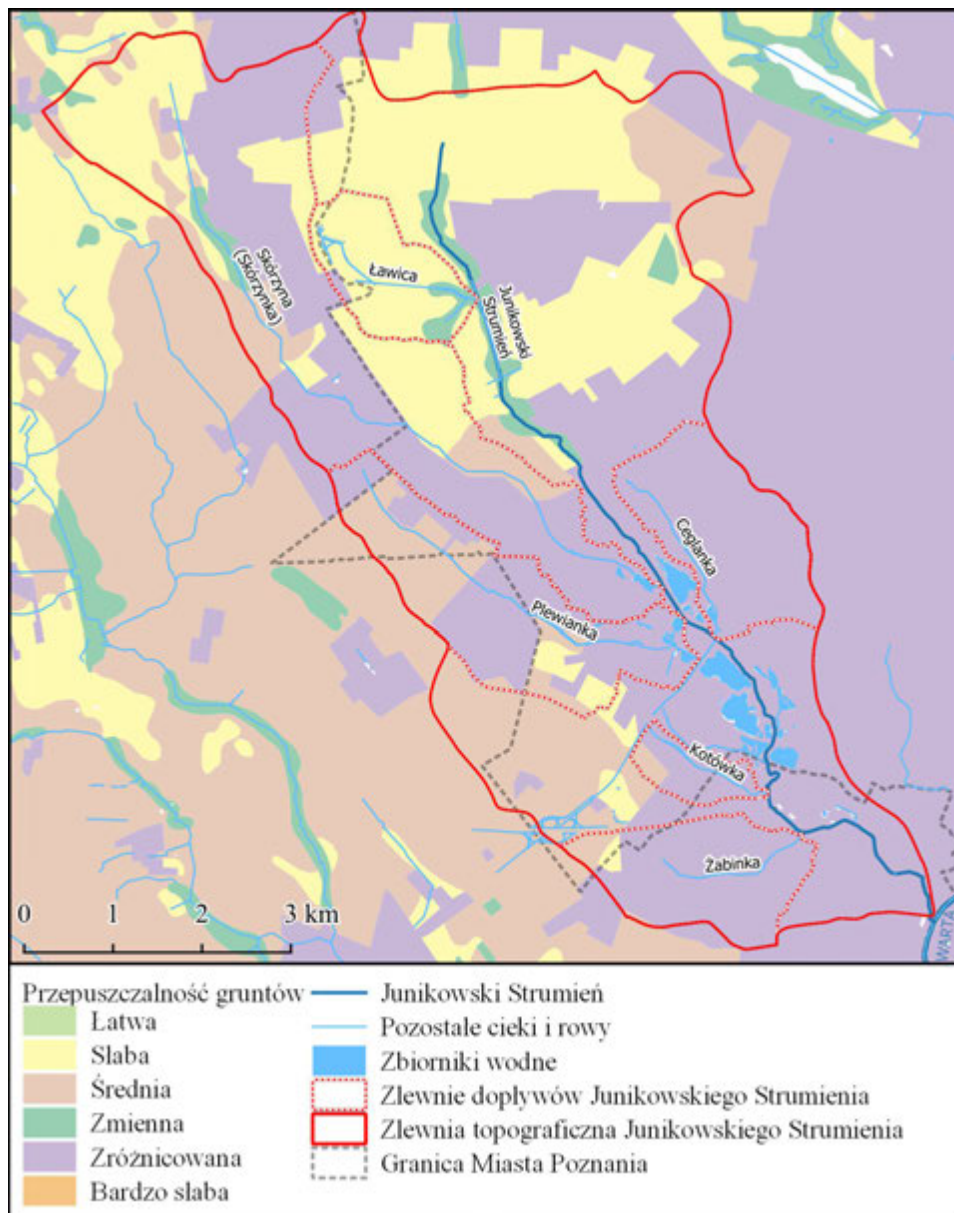 Skórzyna
(Skórzynka)
Ławica
Junikowski
Strumień
Ceglanka
Plewianka
Kotówka
Żabinka
WARTA
0 1 2 3 km
Przepuszczalność gruntów
Łatwa
Słaba
Średnia
Zmienna
Zróżnicowana
Bardzo słaba
Junikowski Strumień
Pozostałe cieki i rowy
Zbiorniki wodne
Zlewnie dopływów Junikowskiego Strumienia
Zlewnia topograficzna Junikowskiego Strumienia
Granica Miasta Poznania